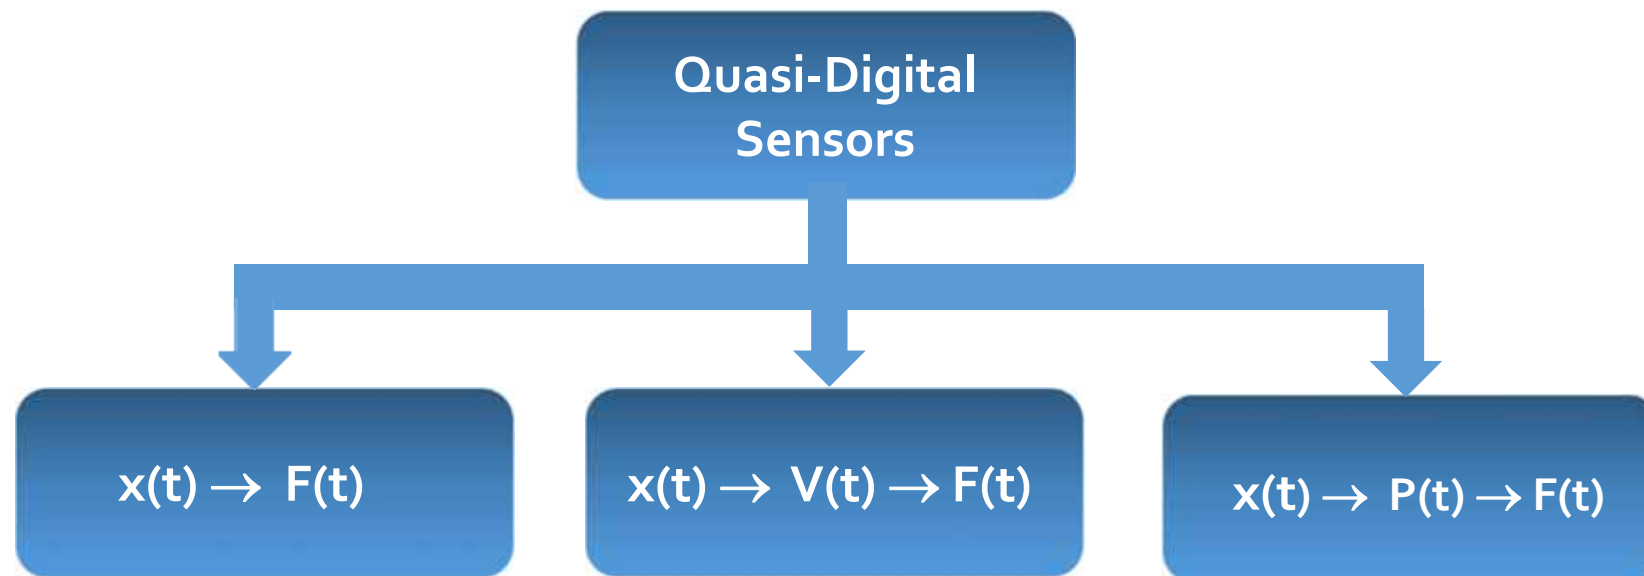 Quasi-Digital
Sensors
x(t) → F(t)
x(t) → V(t) → F(t)
x(t) → P(t) → F(t)